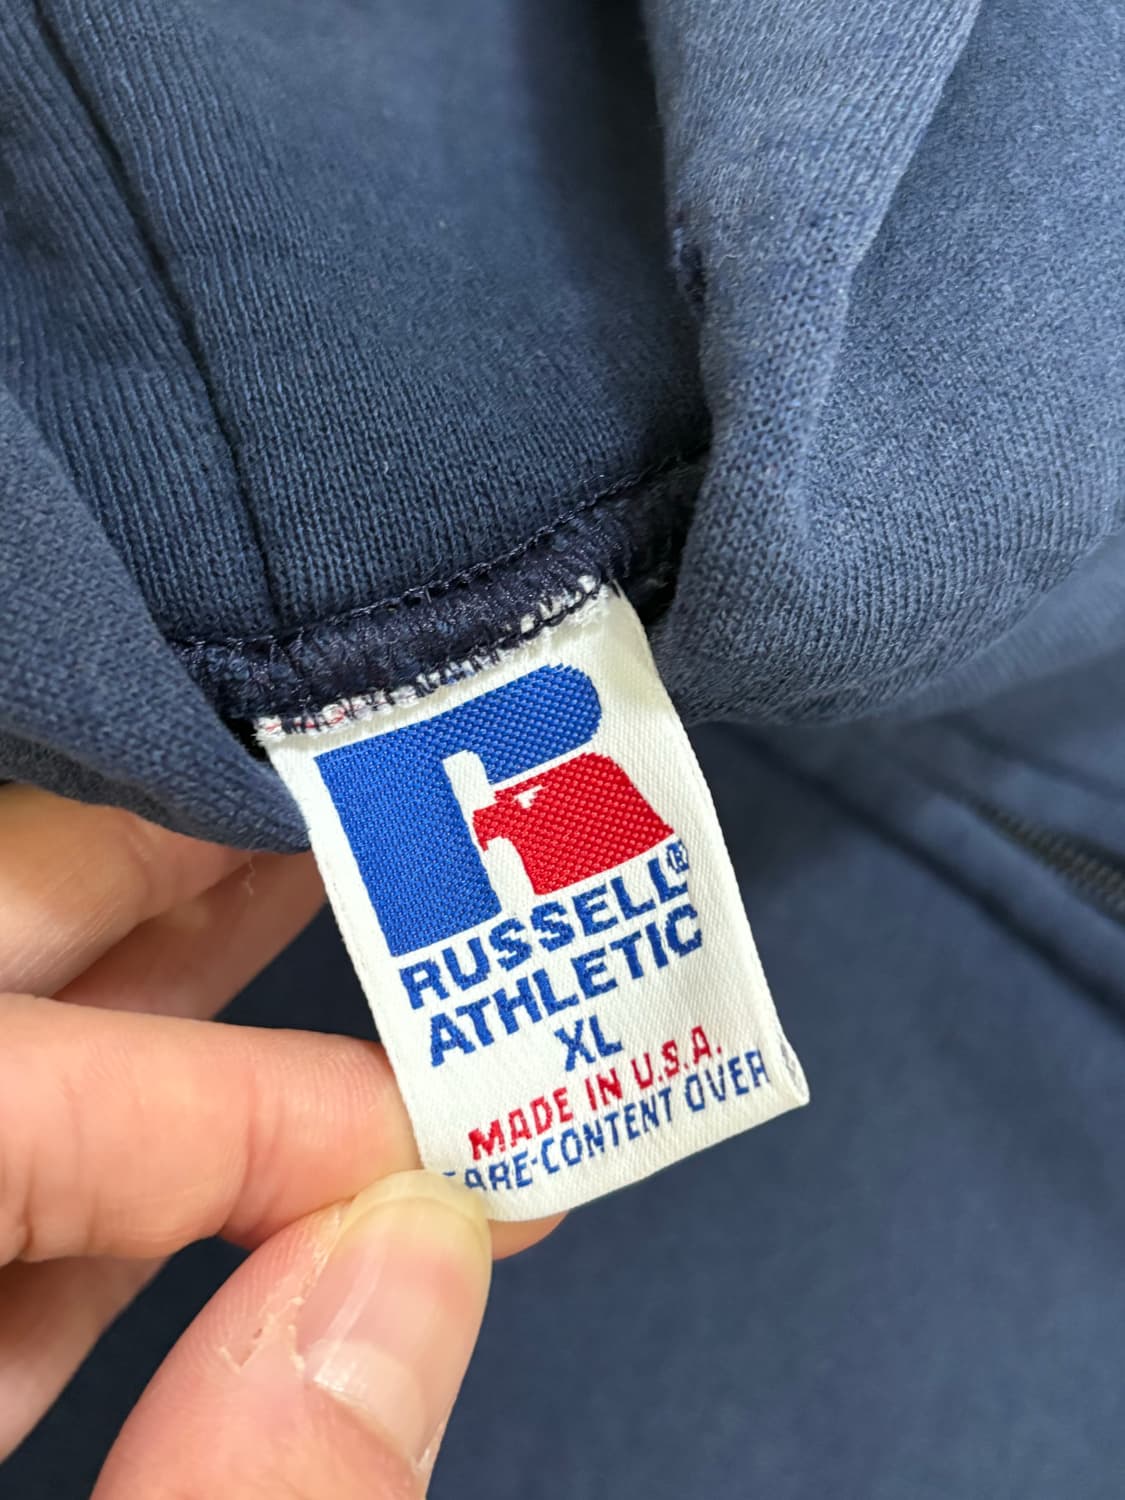 RUSSELL®
ATHLETIC
XL
MADE IN U.S.A.
CARE-CONTENT OVER